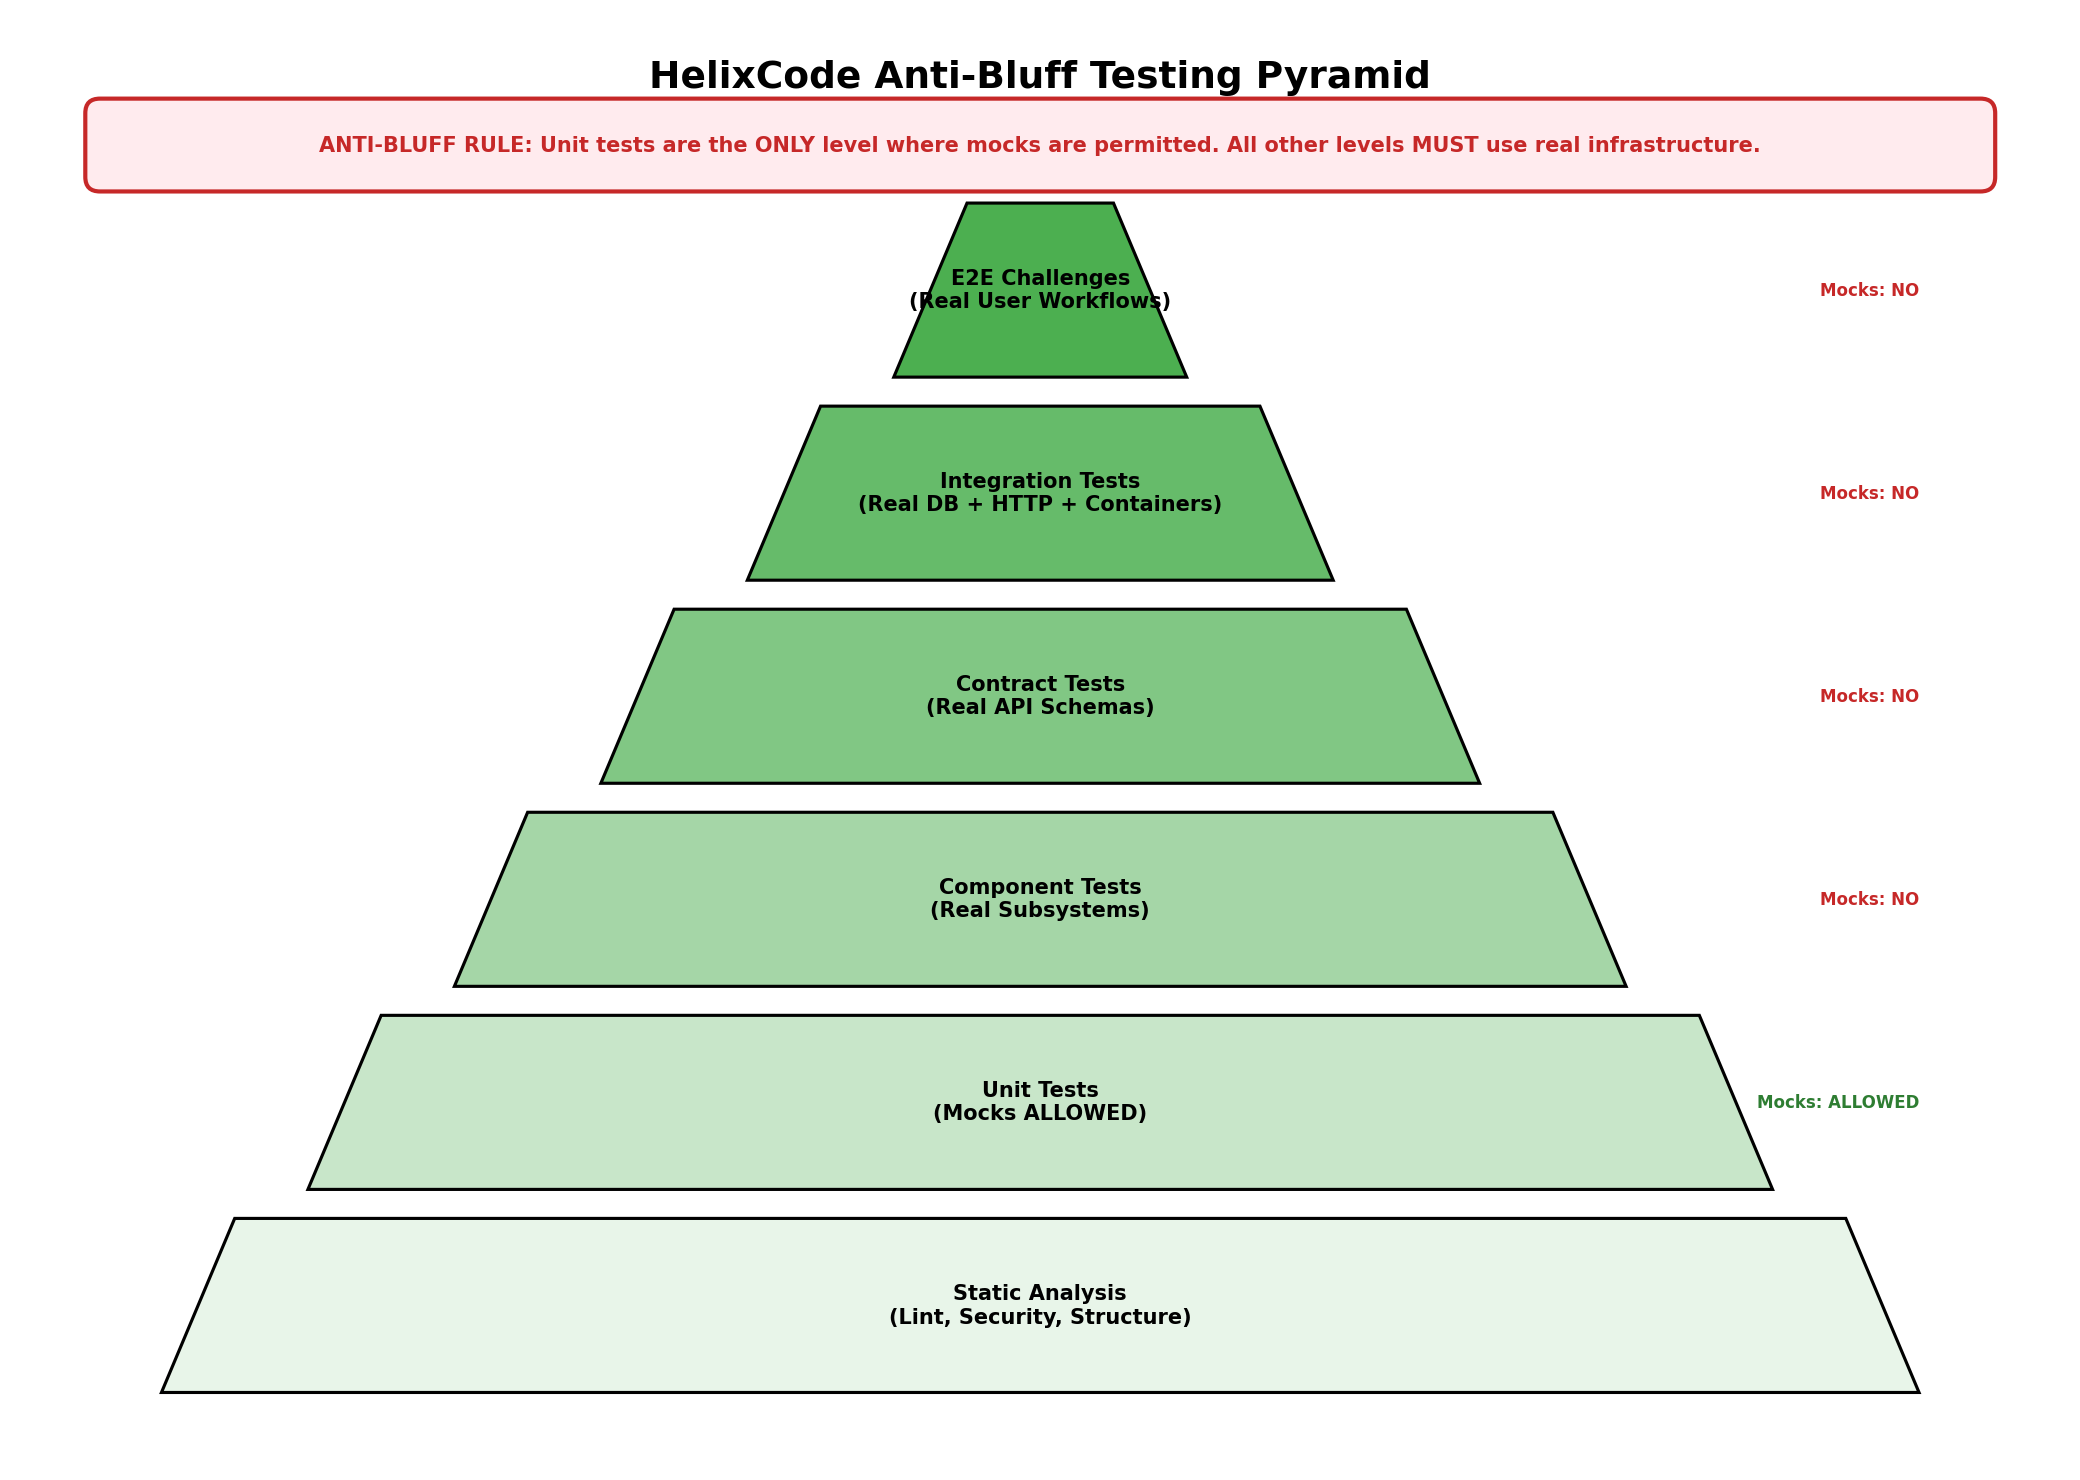 HelixCode Anti-Bluff Testing Pyramid
ANTI-BLUFF RULE: Unit tests are the ONLY level where mocks are permitted. All other levels MUST use real infrastructure.
E2E Challenges
(Real User Workflows)
Mocks: NO
Integration Tests
(Real DB + HTTP + Containers)
Mocks: NO
Contract Tests
(Real API Schemas)
Mocks: NO
Component Tests
(Real Subsystems)
Mocks: NO
Unit Tests
(Mocks ALLOWED)
Mocks: ALLOWED
Static Analysis
(Lint, Security, Structure)